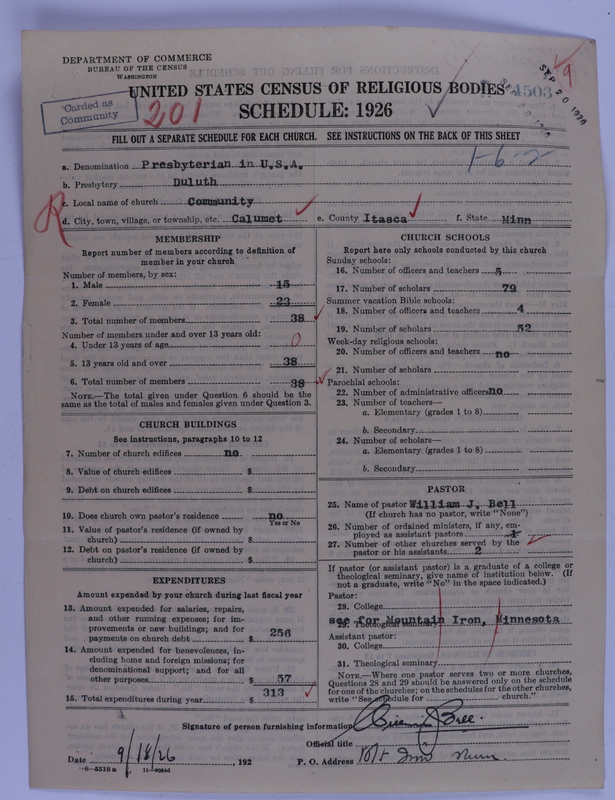 DEPARTMENT OF COMMERCE
BUREAU OF THE CENSUS
WASHINGTON
Carded as
Community
201
UNITED STATES CENSUS OF RELIGIOUS BODIES
4503
SEP 20 1926
9
SCHEDULE: 1926
FILL OUT A SEPARATE SCHEDULE FOR EACH CHURCH. SEE INSTRUCTIONS ON THE BACK OF THIS SHEET
1-6-2
a. Denomination Presbyterian in U.S.A.
b. Presbytery Duluth
c. Local name of church Community
R
d. City, town, village, or township, etc. Calumet e. County Itasca f. State Minn
MEMBERSHIP
Report number of members according to definition of
member in your church
Number of members, by sex:
1. Male 15
2. Female 23
3. Total number of members 38
Number of members under and over 13 years old:
4. Under 13 years of age 0
5. 13 years old and over 38
6. Total number of members 38
NOTE.—The total given under Question 6 should be the
same as the total of males and females given under Question 3.
CHURCH BUILDINGS
See instructions, paragraphs 10 to 12
7. Number of church edifices no.
8. Value of church edifices $
9. Debt on church edifices $
10. Does church own pastor's residence no
Yes or No
11. Value of pastor's residence (if owned by
church) $
12. Debt on pastor's residence (if owned by
church) $
EXPENDITURES
Amount expended by your church during last fiscal year
13. Amount expended for salaries, repairs,
and other running expenses; for im-
provements or new buildings; and for
payments on church debt $ 256
14. Amount expended for benevolences, in-
cluding home and foreign missions; for
denominational support; and for all
other purposes $ 57
15. Total expenditures during year $ 313
CHURCH SCHOOLS
Report here only schools conducted by this church
Sunday schools:
16. Number of officers and teachers 5
17. Number of scholars 79
Summer vacation Bible schools:
18. Number of officers and teachers 4
19. Number of scholars 52
Week-day religious schools:
20. Number of officers and teachers no
21. Number of scholars
Parochial schools:
22. Number of administrative officers no
23. Number of teachers—
a. Elementary (grades 1 to 8)
b. Secondary
24. Number of scholars—
a. Elementary (grades 1 to 8)
b. Secondary
PASTOR
25. Name of pastor William J. Bell
(If church has no pastor, write "None")
26. Number of ordained ministers, if any, em-
ployed as assistant pastors 1
27. Number of other churches served by the
pastor or his assistants 2
If pastor (or assistant pastor) is a graduate of a college or
theological seminary, give name of institution below. (If
not a graduate, write "No" in the space indicated.)
Pastor:
28. College
see for Mountain Iron, Minnesota
29. Theological seminary
Assistant pastor:
30. College
31. Theological seminary
NOTE.—Where one pastor serves two or more churches,
Questions 28 and 29 should be answered only on the schedule
for one of the churches; on the schedules for the other churches,
write "See schedule for church."
Signature of person furnishing information
Official title
Date 9/18/26, 192
P. O. Address
8-5518 a